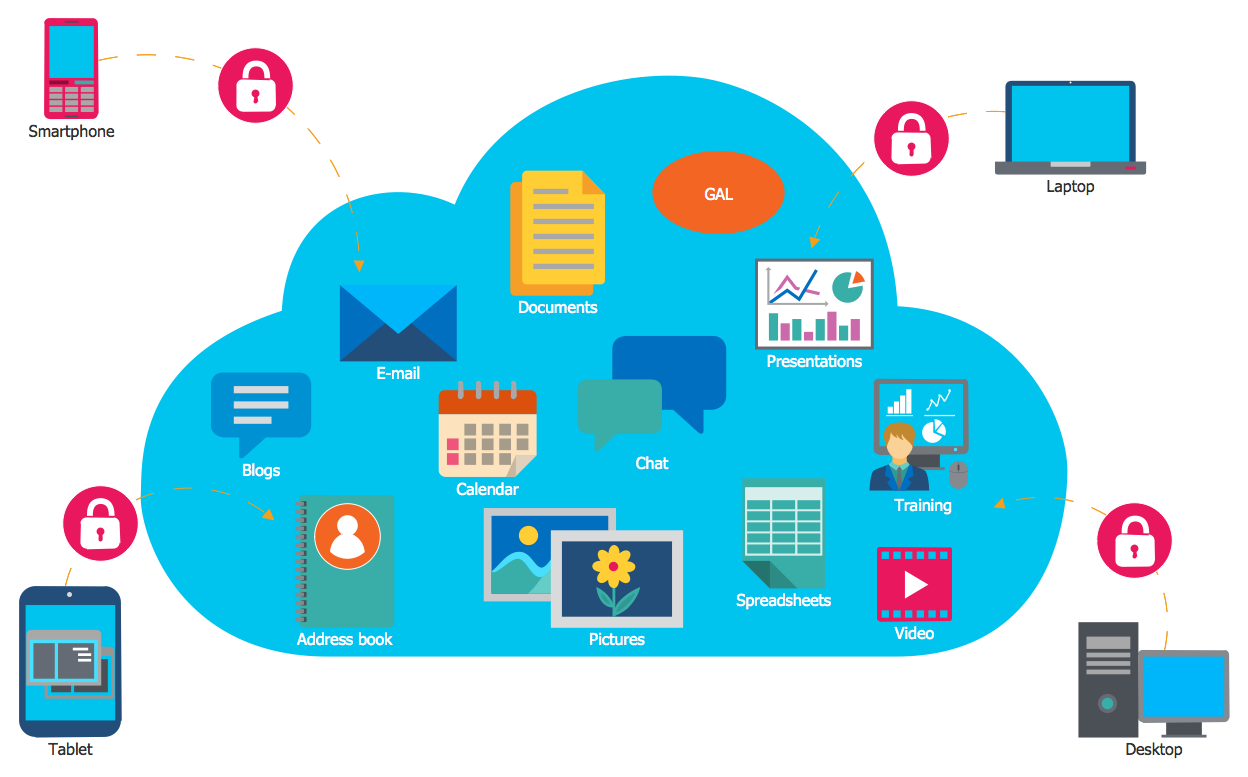 Smartphone
Laptop
GAL
Documents
Presentations
E-mail
Blogs
Chat
Calendar
Training
Spreadsheets
Video
Address book
Pictures
Tablet
Desktop